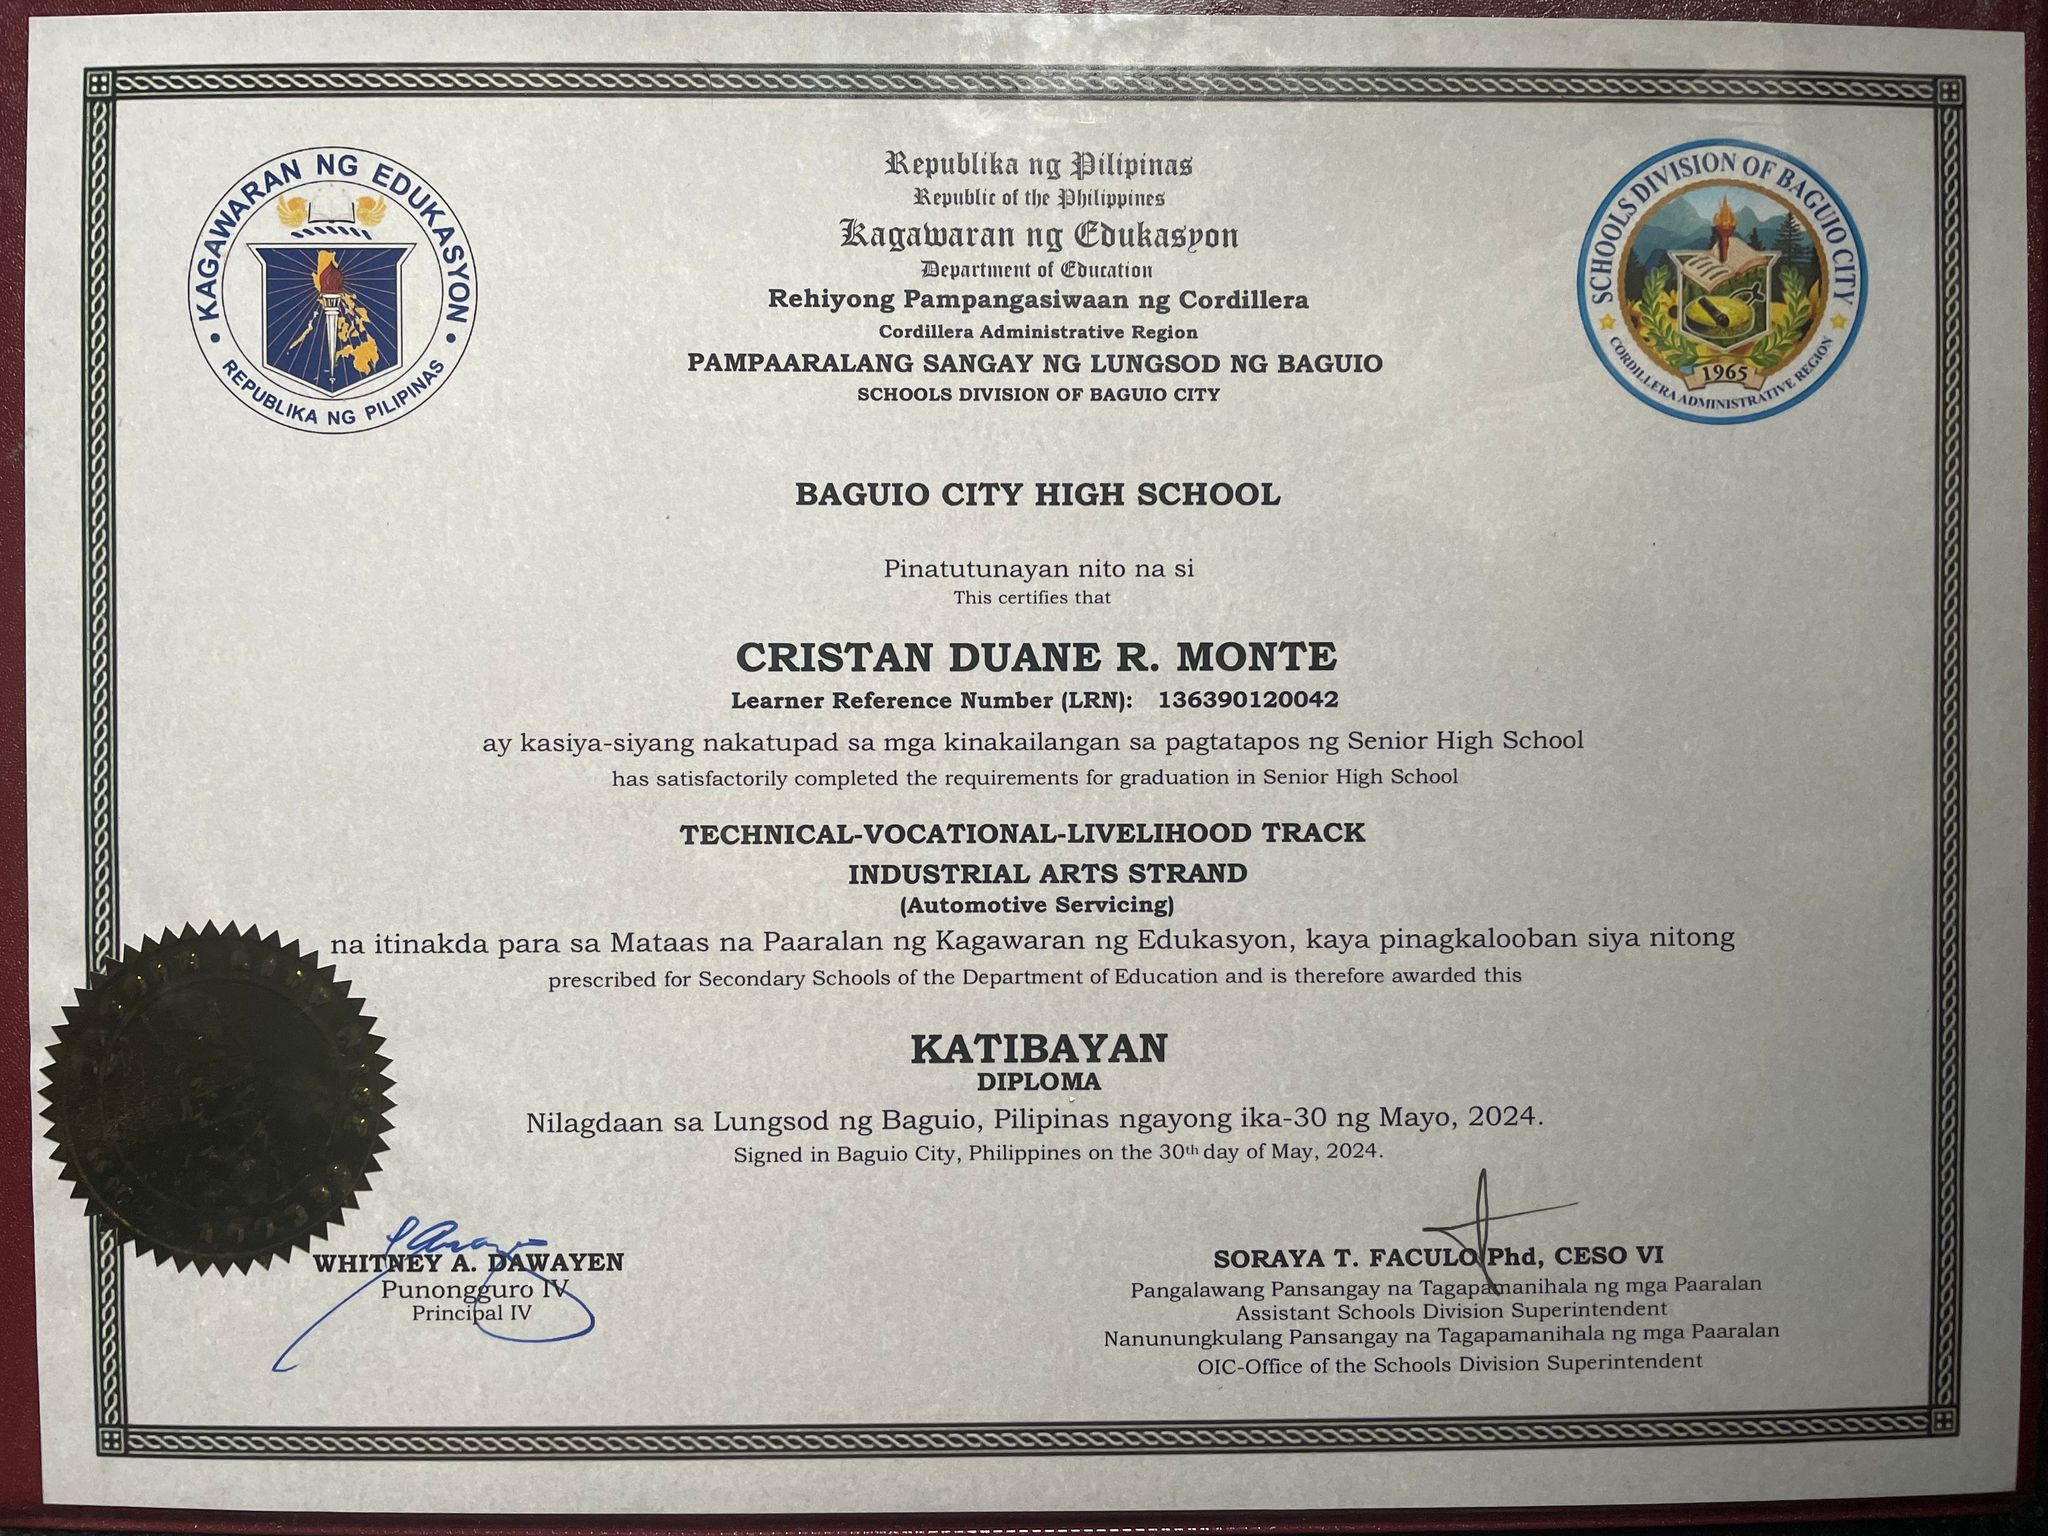 KAGAWARAN NG EDUKASYON
REPUBLIKA NG PILIPINAS
Republika ng Pilipinas
Republic of the Philippines
Kagawaran ng Edukasyon
Department of Education
Rehiyong Pampangasiwaan ng Cordillera
Cordillera Administrative Region
PAMPAARALANG SANGAY NG LUNGSOD NG BAGUIO
SCHOOLS DIVISION OF BAGUIO CITY
SCHOOLS DIVISION OF BAGUIO CITY
1965
CORDILLERA ADMINISTRATIVE REGION
BAGUIO CITY HIGH SCHOOL
Pinatutunayan nito na si
This certifies that
CRISTAN DUANE R. MONTE
Learner Reference Number (LRN): 136390120042
ay kasiya-siyang nakatupad sa mga kinakailangan sa pagtatapos ng Senior High School
has satisfactorily completed the requirements for graduation in Senior High School
TECHNICAL-VOCATIONAL-LIVELIHOOD TRACK
INDUSTRIAL ARTS STRAND
(Automotive Servicing)
na itinakda para sa Mataas na Paaralan ng Kagawaran ng Edukasyon, kaya pinagkalooban siya nitong
prescribed for Secondary Schools of the Department of Education and is therefore awarded this
KATIBAYAN
DIPLOMA
Nilagdaan sa Lungsod ng Baguio, Pilipinas ngayong ika-30 ng Mayo, 2024.
Signed in Baguio City, Philippines on the 30th day of May, 2024.
WHITNEY A. DAWAYEN
Punongguro IV
Principal IV
SORAYA T. FACULO Phd, CESO VI
Pangalawang Pansangay na Tagapamanihala ng mga Paaralan
Assistant Schools Division Superintendent
Nanunungkulang Pansangay na Tagapamanihala ng mga Paaralan
OIC-Office of the Schools Division Superintendent